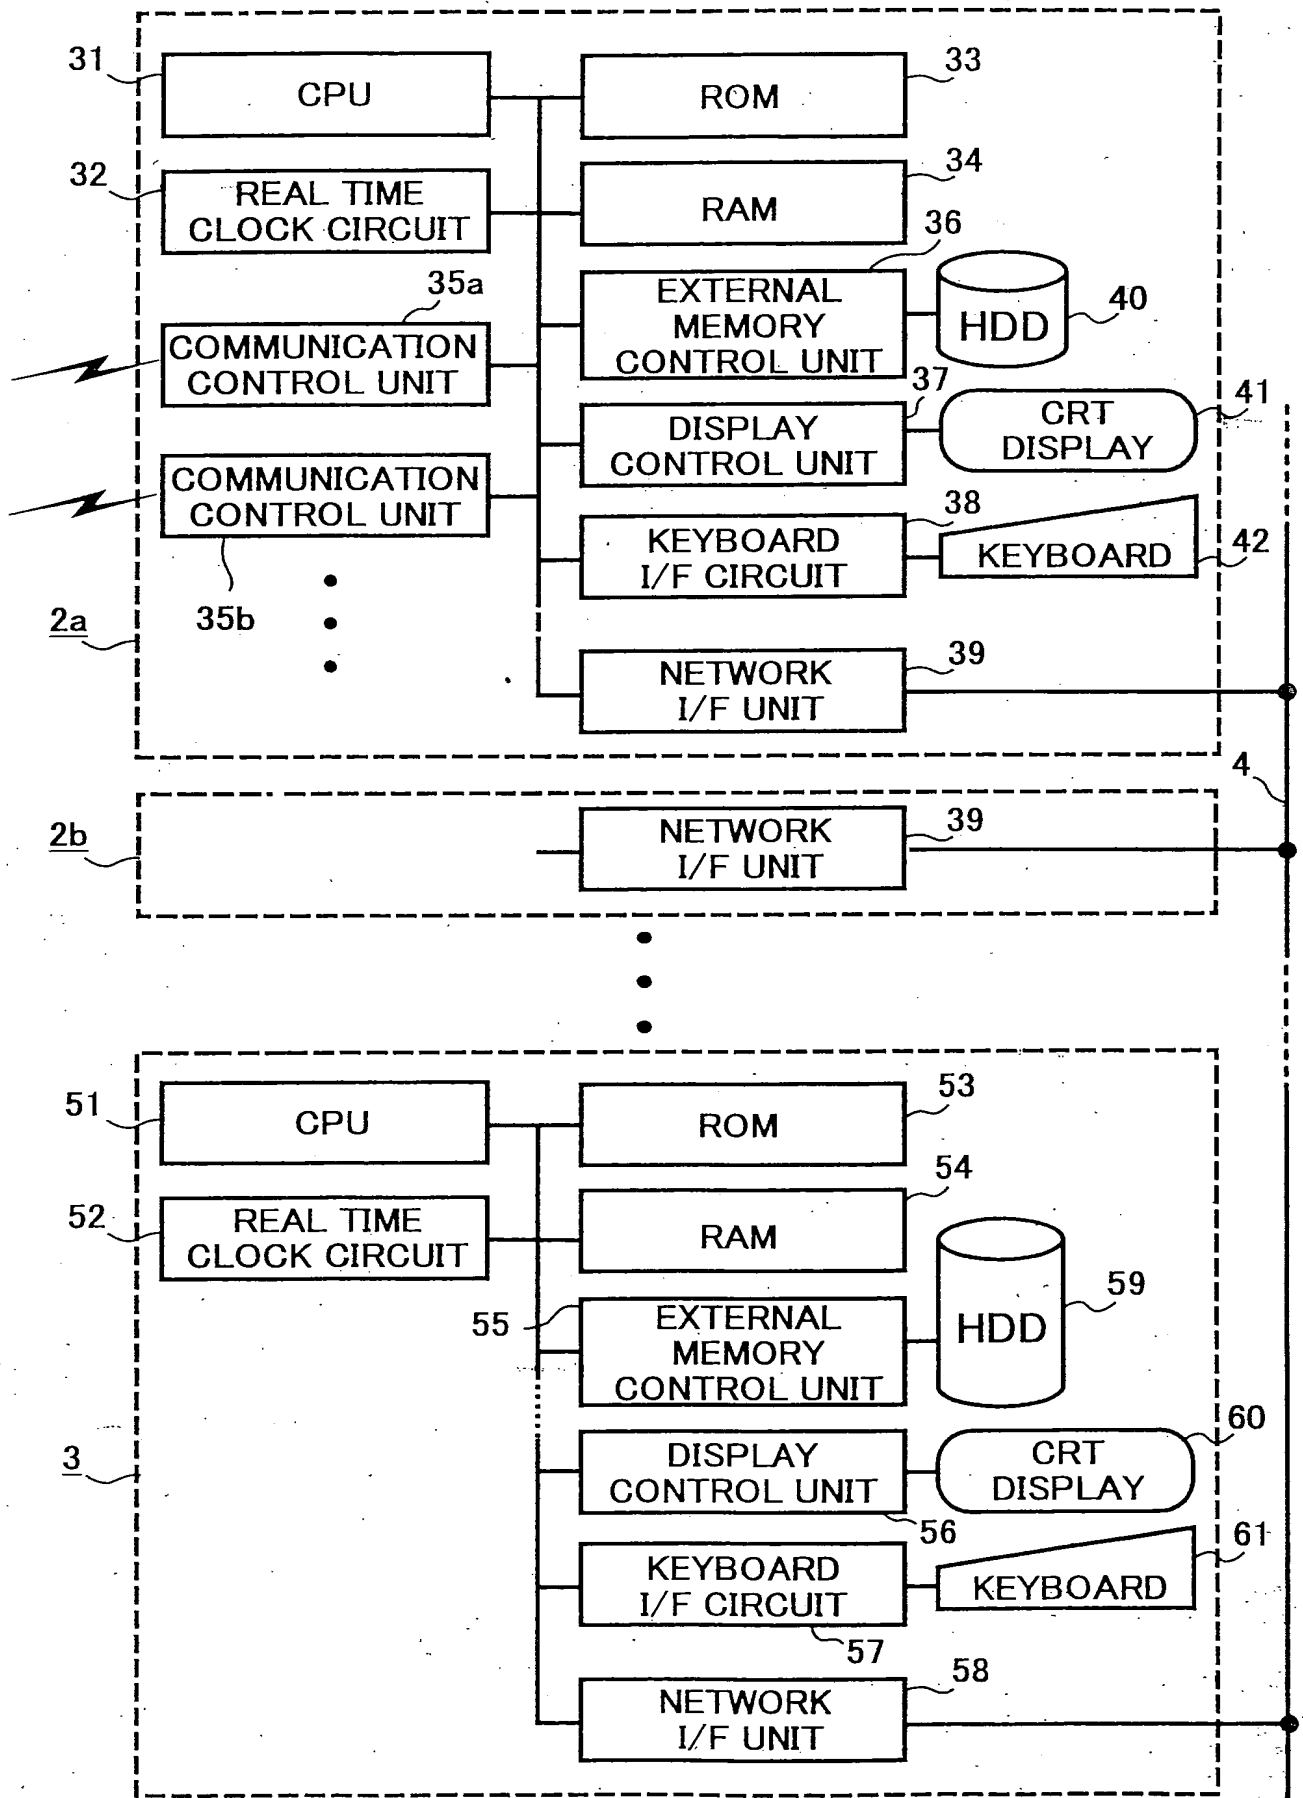 31
CPU
ROM
33
32
REAL TIME
CLOCK CIRCUIT
RAM
34
35a
COMMUNICATION
CONTROL UNIT
EXTERNAL
MEMORY
CONTROL UNIT
36
HDD
40
DISPLAY
CONTROL UNIT
37
CRT
DISPLAY
41
COMMUNICATION
CONTROL UNIT
35b
KEYBOARD
I/F CIRCUIT
38
KEYBOARD
42
2a
NETWORK
I/F UNIT
39
4
2b
NETWORK
I/F UNIT
39
51
CPU
ROM
53
52
REAL TIME
CLOCK CIRCUIT
RAM
54
55
EXTERNAL
MEMORY
CONTROL UNIT
HDD
59
3
DISPLAY
CONTROL UNIT
56
CRT
DISPLAY
60
KEYBOARD
I/F CIRCUIT
57
KEYBOARD
61
NETWORK
I/F UNIT
58